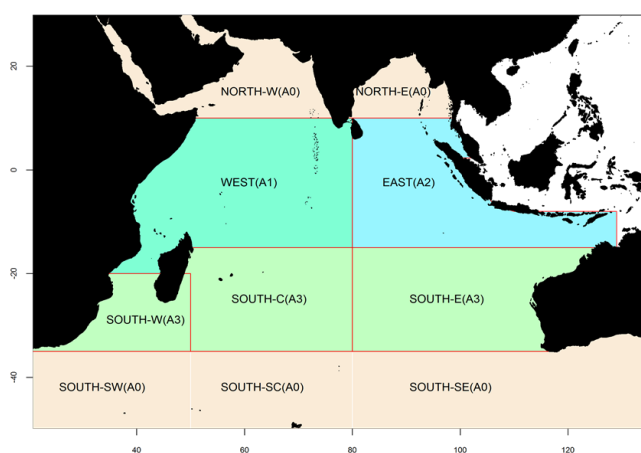 20
0
-20
-40
NORTH-W(A0)
NORTH-E(A0)
WEST(A1)
EAST(A2)
SOUTH-W(A3)
SOUTH-C(A3)
SOUTH-E(A3)
SOUTH-SW(A0)
SOUTH-SC(A0)
SOUTH-SE(A0)
40
60
80
100
120